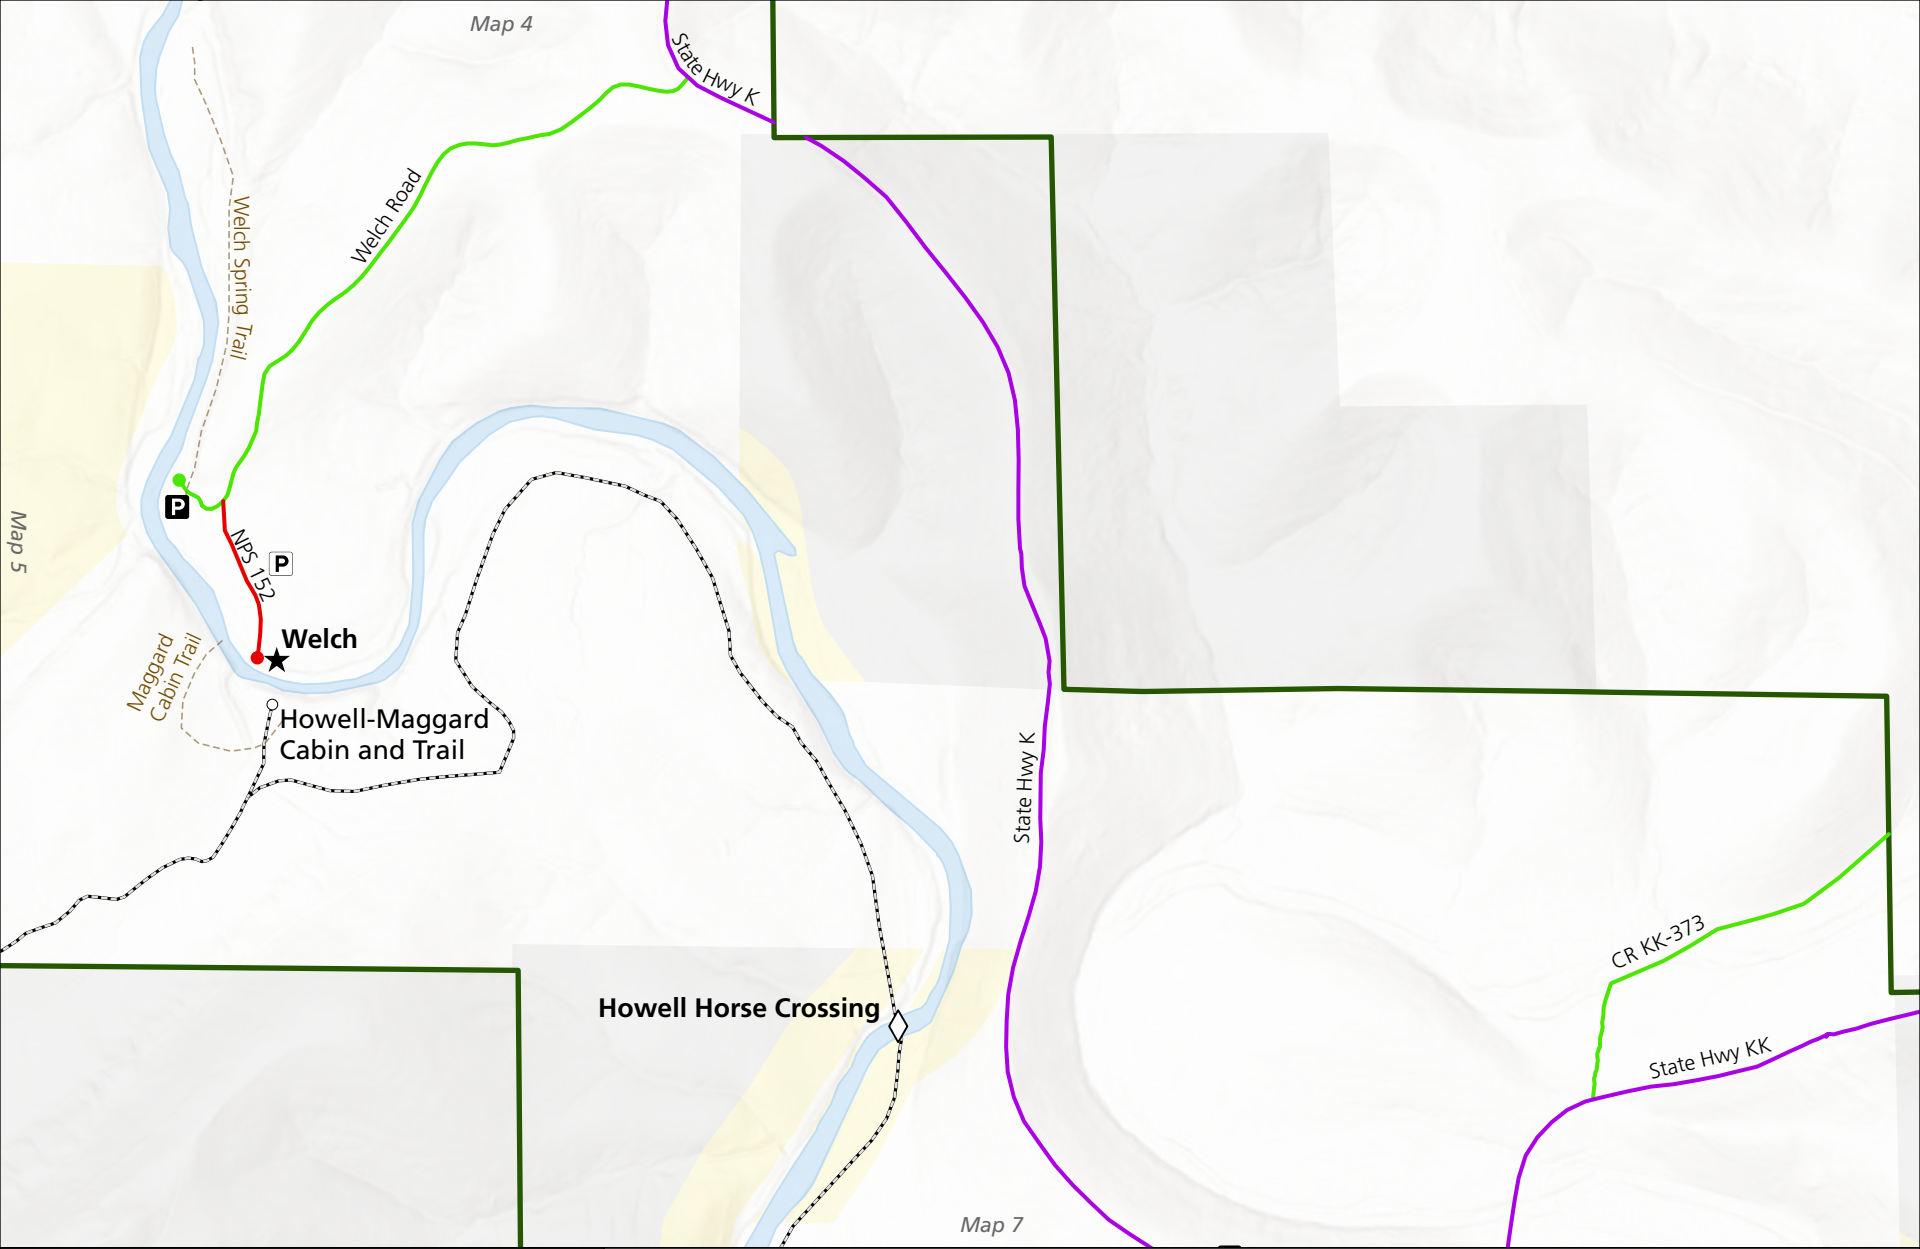 Map 4
State Hwy K
Welch Road
Welch Spring Trail
P
Map 5
NPS 152
P
Welch
Maggard
Cabin Trail
Howell-Maggard
Cabin and Trail
State Hwy K
CR KK-373
Howell Horse Crossing
State Hwy KK
Map 7